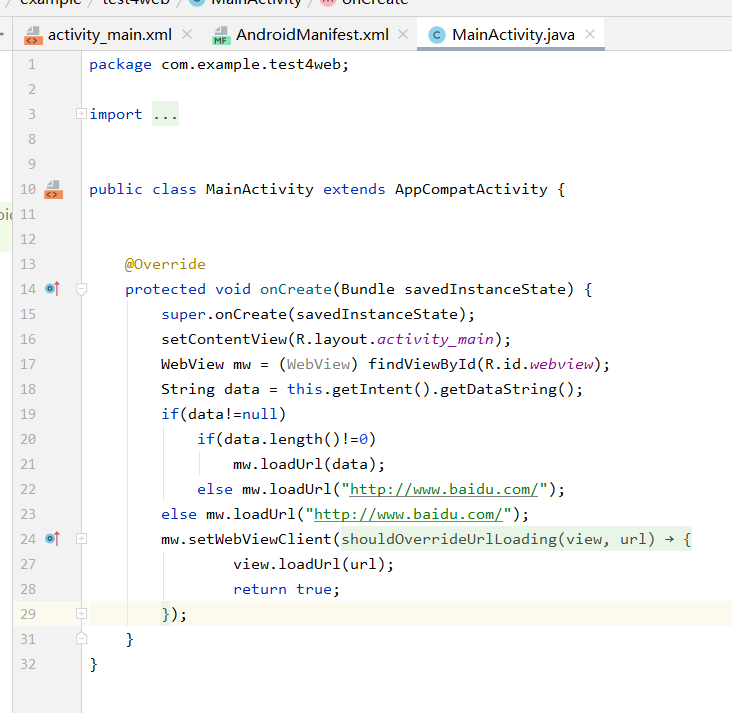 example / test4web / MainActivity / onCreate
activity_main.xml AndroidManifest.xml MainActivity.java
1 package com.example.test4web;
2
3 import ...
8
9
10 public class MainActivity extends AppCompatActivity {
11
12
13 @Override
14 protected void onCreate(Bundle savedInstanceState) {
15 super.onCreate(savedInstanceState);
16 setContentView(R.layout.activity_main);
17 WebView mw = (WebView) findViewById(R.id.webview);
18 String data = this.getIntent().getDataString();
19 if(data!=null)
20 if(data.length()!=0)
21 mw.loadUrl(data);
22 else mw.loadUrl("http://www.baidu.com/");
23 else mw.loadUrl("http://www.baidu.com/");
24 mw.setWebViewClient(shouldOverrideUrlLoading(view, url) → {
27 view.loadUrl(url);
28 return true;
29 });
31 }
32 }